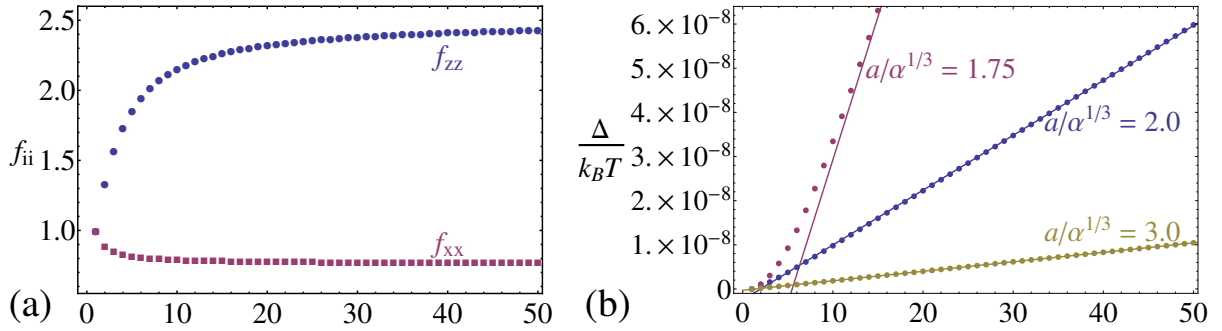 2.5
2.0
f_ii 1.5
1.0
f_zz
f_xx
0 10 20 30 40 50
(a)
6. × 10^-8
5. × 10^-8
4. × 10^-8
3. × 10^-8
2. × 10^-8
1. × 10^-8
0
Δ
k_BT
a/α^1/3 = 1.75
a/α^1/3 = 2.0
a/α^1/3 = 3.0
0 10 20 30 40 50
(b)